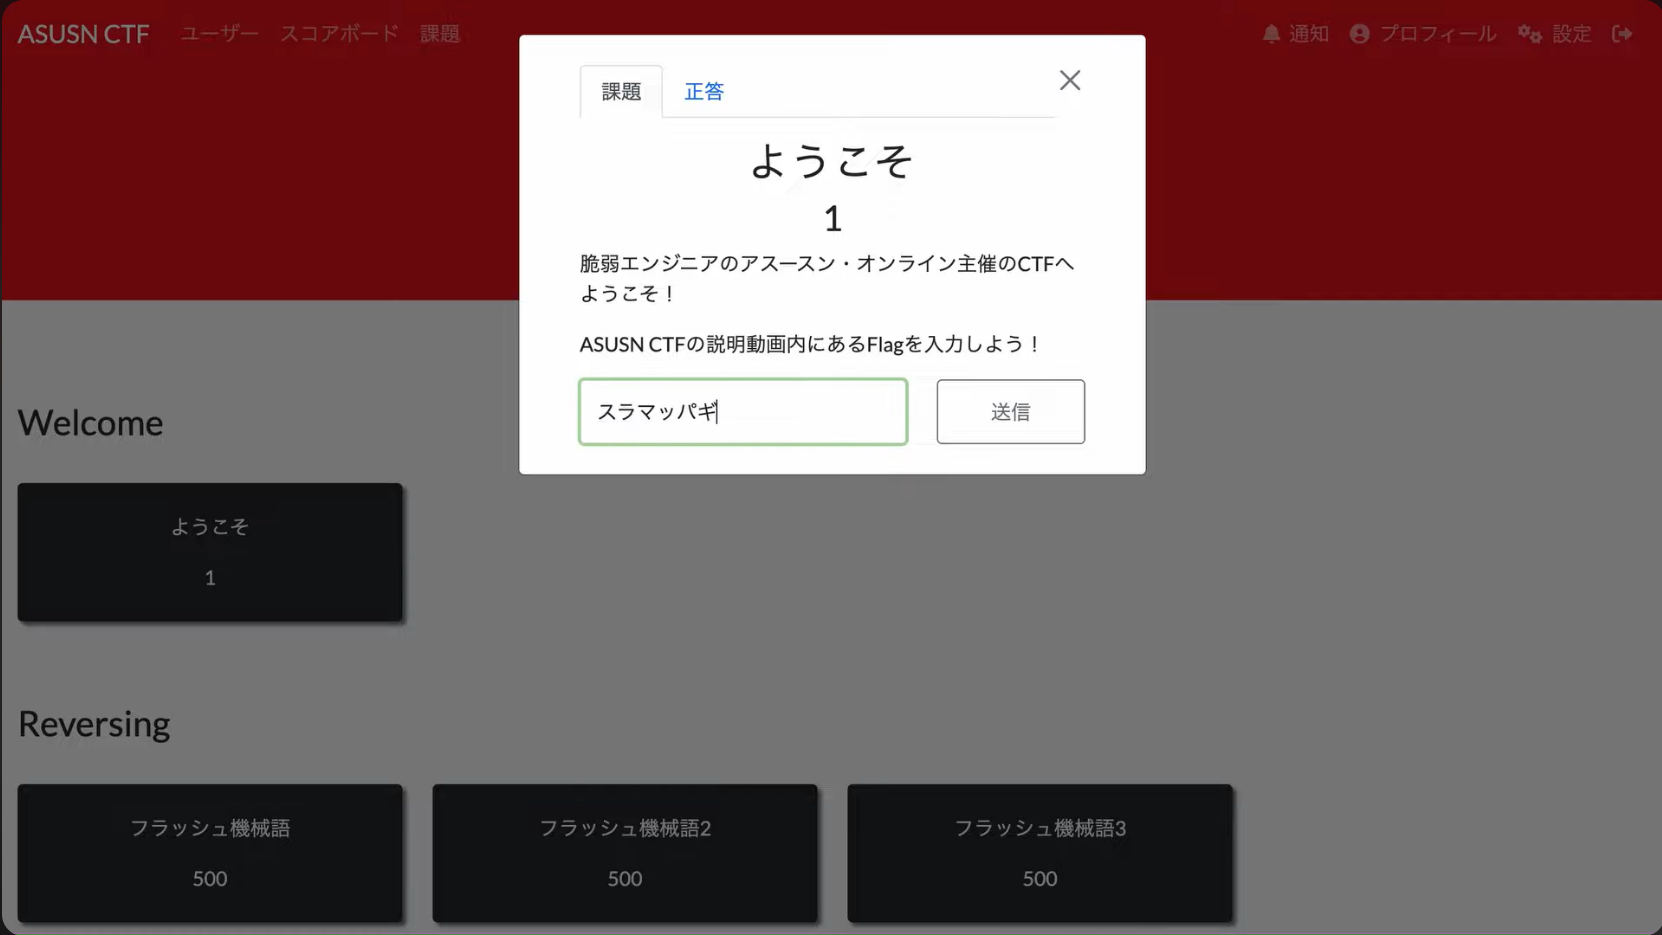 ASUSN CTF ユーザー スコアボード 課題 通知 プロフィール 設定
課題 正答
ようこそ
1
脆弱エンジニアのアスースン・オンライン主催のCTFへ
ようこそ！
ASUSN CTFの説明動画内にあるFlagを入力しよう！
スラマッパギ 送信
Welcome
ようこそ
1
Reversing
フラッシュ機械語 フラッシュ機械語2 フラッシュ機械語3
500 500 500